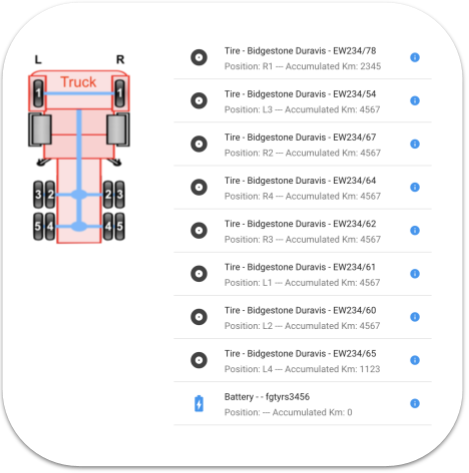 L R
Truck
1 1
3 2 2 3
5 4 4 5
Tire - Bidgestone Duravis - EW234/78
Position: R1 --- Accumulated Km: 2345
Tire - Bidgestone Duravis - EW234/54
Position: L3 --- Accumulated Km: 4567
Tire - Bidgestone Duravis - EW234/67
Position: R2 --- Accumulated Km: 4567
Tire - Bidgestone Duravis - EW234/64
Position: R4 --- Accumulated Km: 4567
Tire - Bidgestone Duravis - EW234/62
Position: R3 --- Accumulated Km: 4567
Tire - Bidgestone Duravis - EW234/61
Position: L1 --- Accumulated Km: 4567
Tire - Bidgestone Duravis - EW234/60
Position: L2 --- Accumulated Km: 4567
Tire - Bidgestone Duravis - EW234/65
Position: L4 --- Accumulated Km: 1123
Battery - - fgtyrs3456
Position: --- Accumulated Km: 0